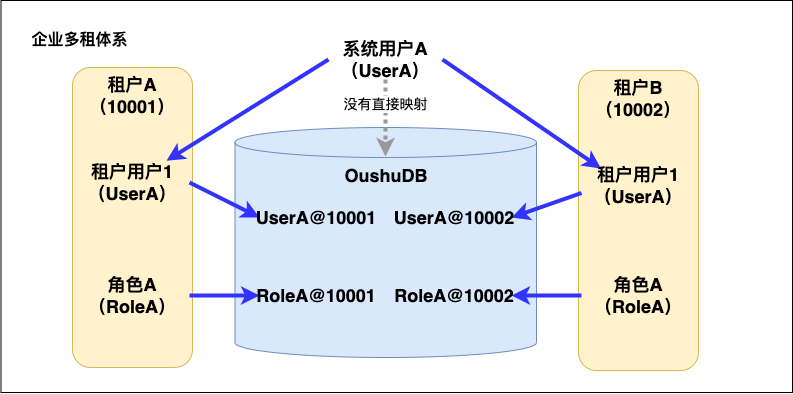 企业多租体系
系统用户A
（UserA）
没有直接映射
租户A
（10001）
租户用户1
（UserA）
角色A
（RoleA）
OushuDB
UserA@10001
UserA@10002
RoleA@10001
RoleA@10002
租户B
（10002）
租户用户1
（UserA）
角色A
（RoleA）